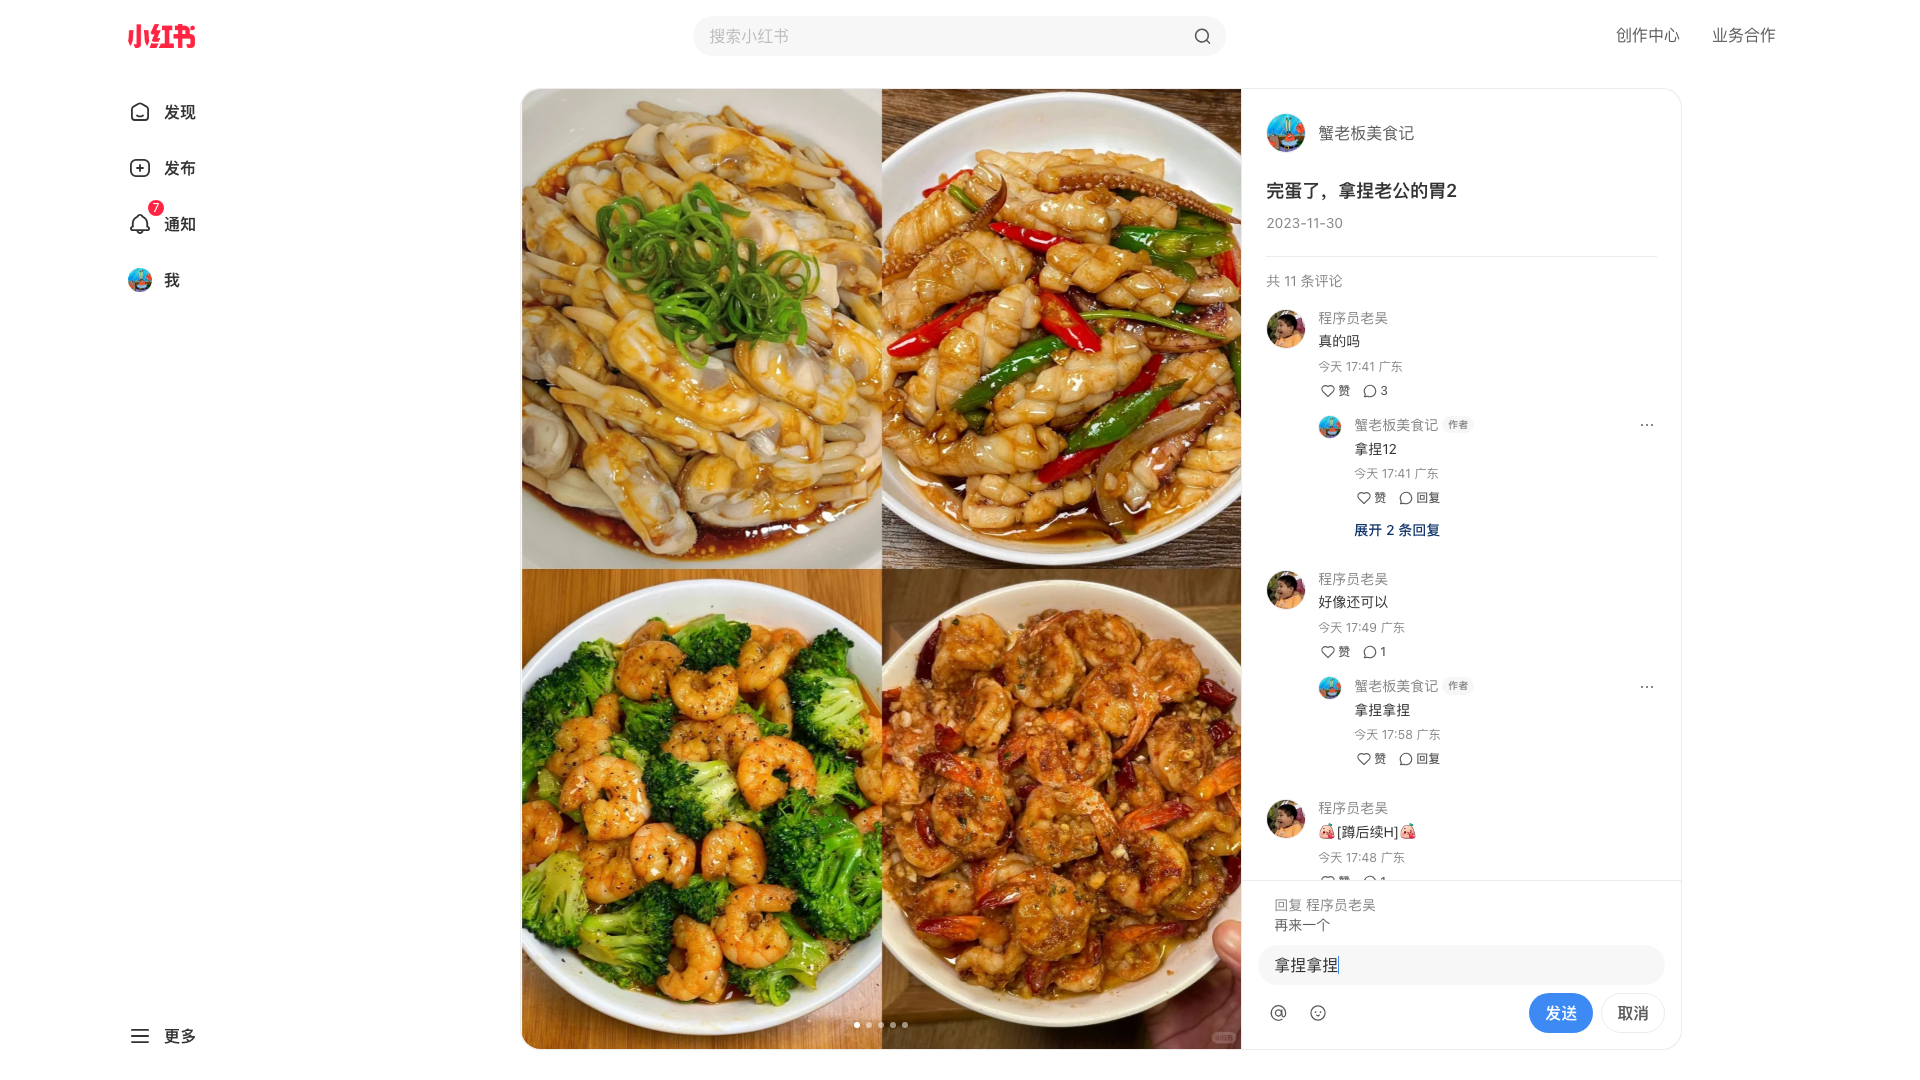 小红书
搜索小红书
创作中心
业务合作
发现
发布
7
通知
我
更多
蟹老板美食记
完蛋了，拿捏老公的胃2
2023-11-30
共 11 条评论
程序员老吴
真的吗
今天 17:41 广东
赞 3
蟹老板美食记 作者
拿捏12
今天 17:41 广东
赞 回复
展开 2 条回复
程序员老吴
好像还可以
今天 17:49 广东
赞 1
蟹老板美食记 作者
拿捏拿捏
今天 17:58 广东
赞 回复
程序员老吴
[蹲后续H]
今天 17:48 广东
回复 程序员老吴
再来一个
拿捏拿捏
发送
取消